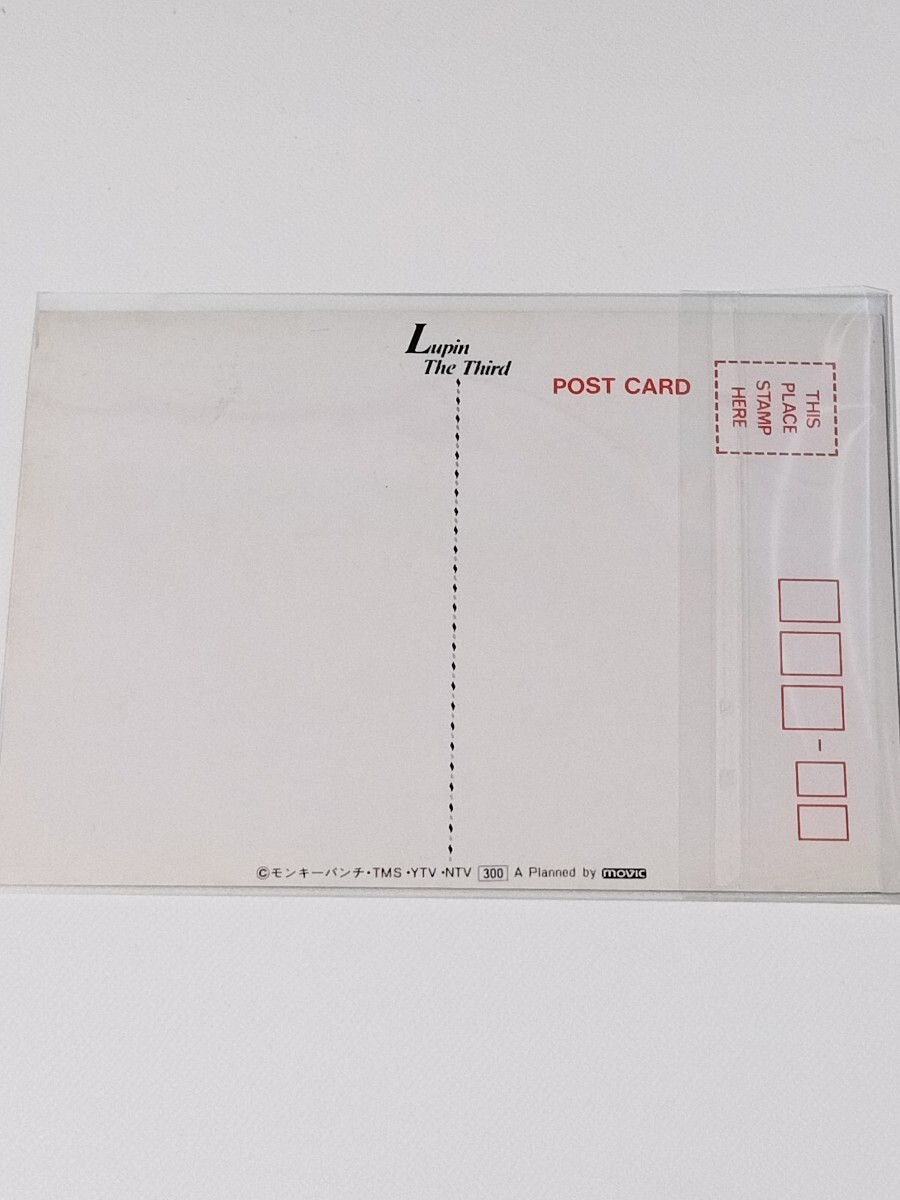 Lupin
The Third
POST CARD
THIS
PLACE
STAMP
HERE
©モンキーパンチ・TMS・YTV・NTV 300 A Planned by movic